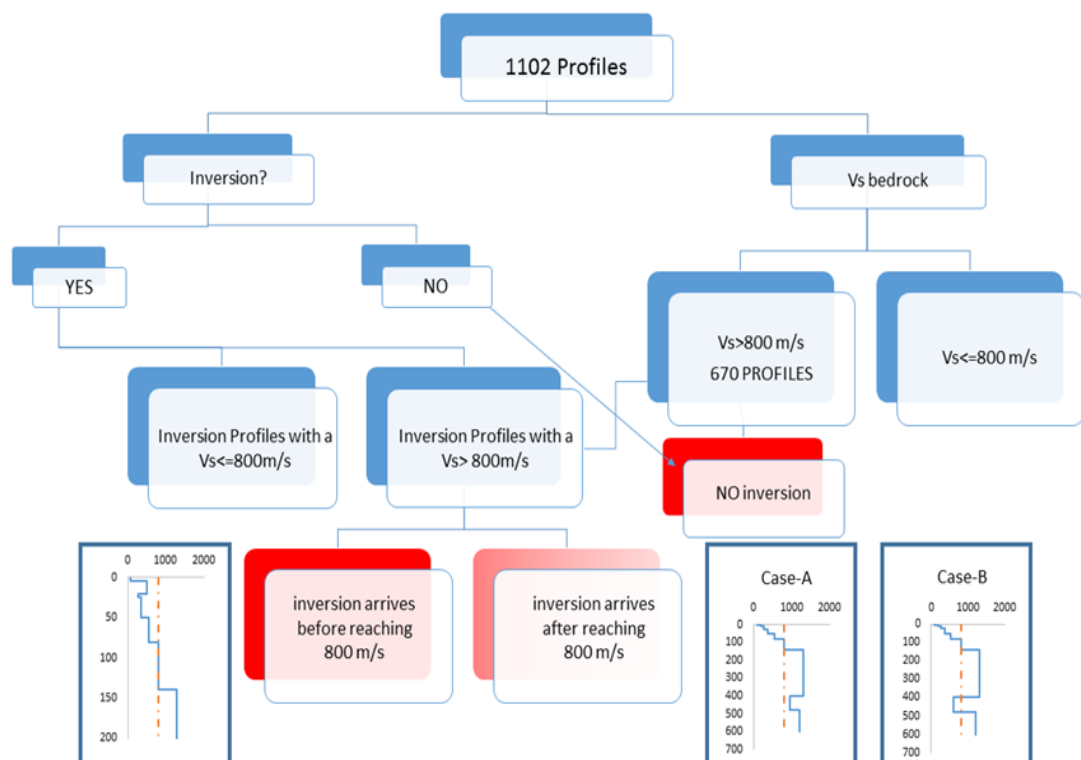 1102 Profiles
Inversion?
Vs bedrock
YES
NO
Vs>800 m/s
670 PROFILES
Vs<=800 m/s
Inversion Profiles with a
Vs<=800m/s
Inversion Profiles with a
Vs> 800m/s
NO inversion
inversion arrives
before reaching
800 m/s
inversion arrives
after reaching
800 m/s
0 1000 2000
0
50
100
150
200
Case-A
0 1000 2000
0
100
200
300
400
500
600
700
Case-B
0 1000 2000
0
100
200
300
400
500
600
700